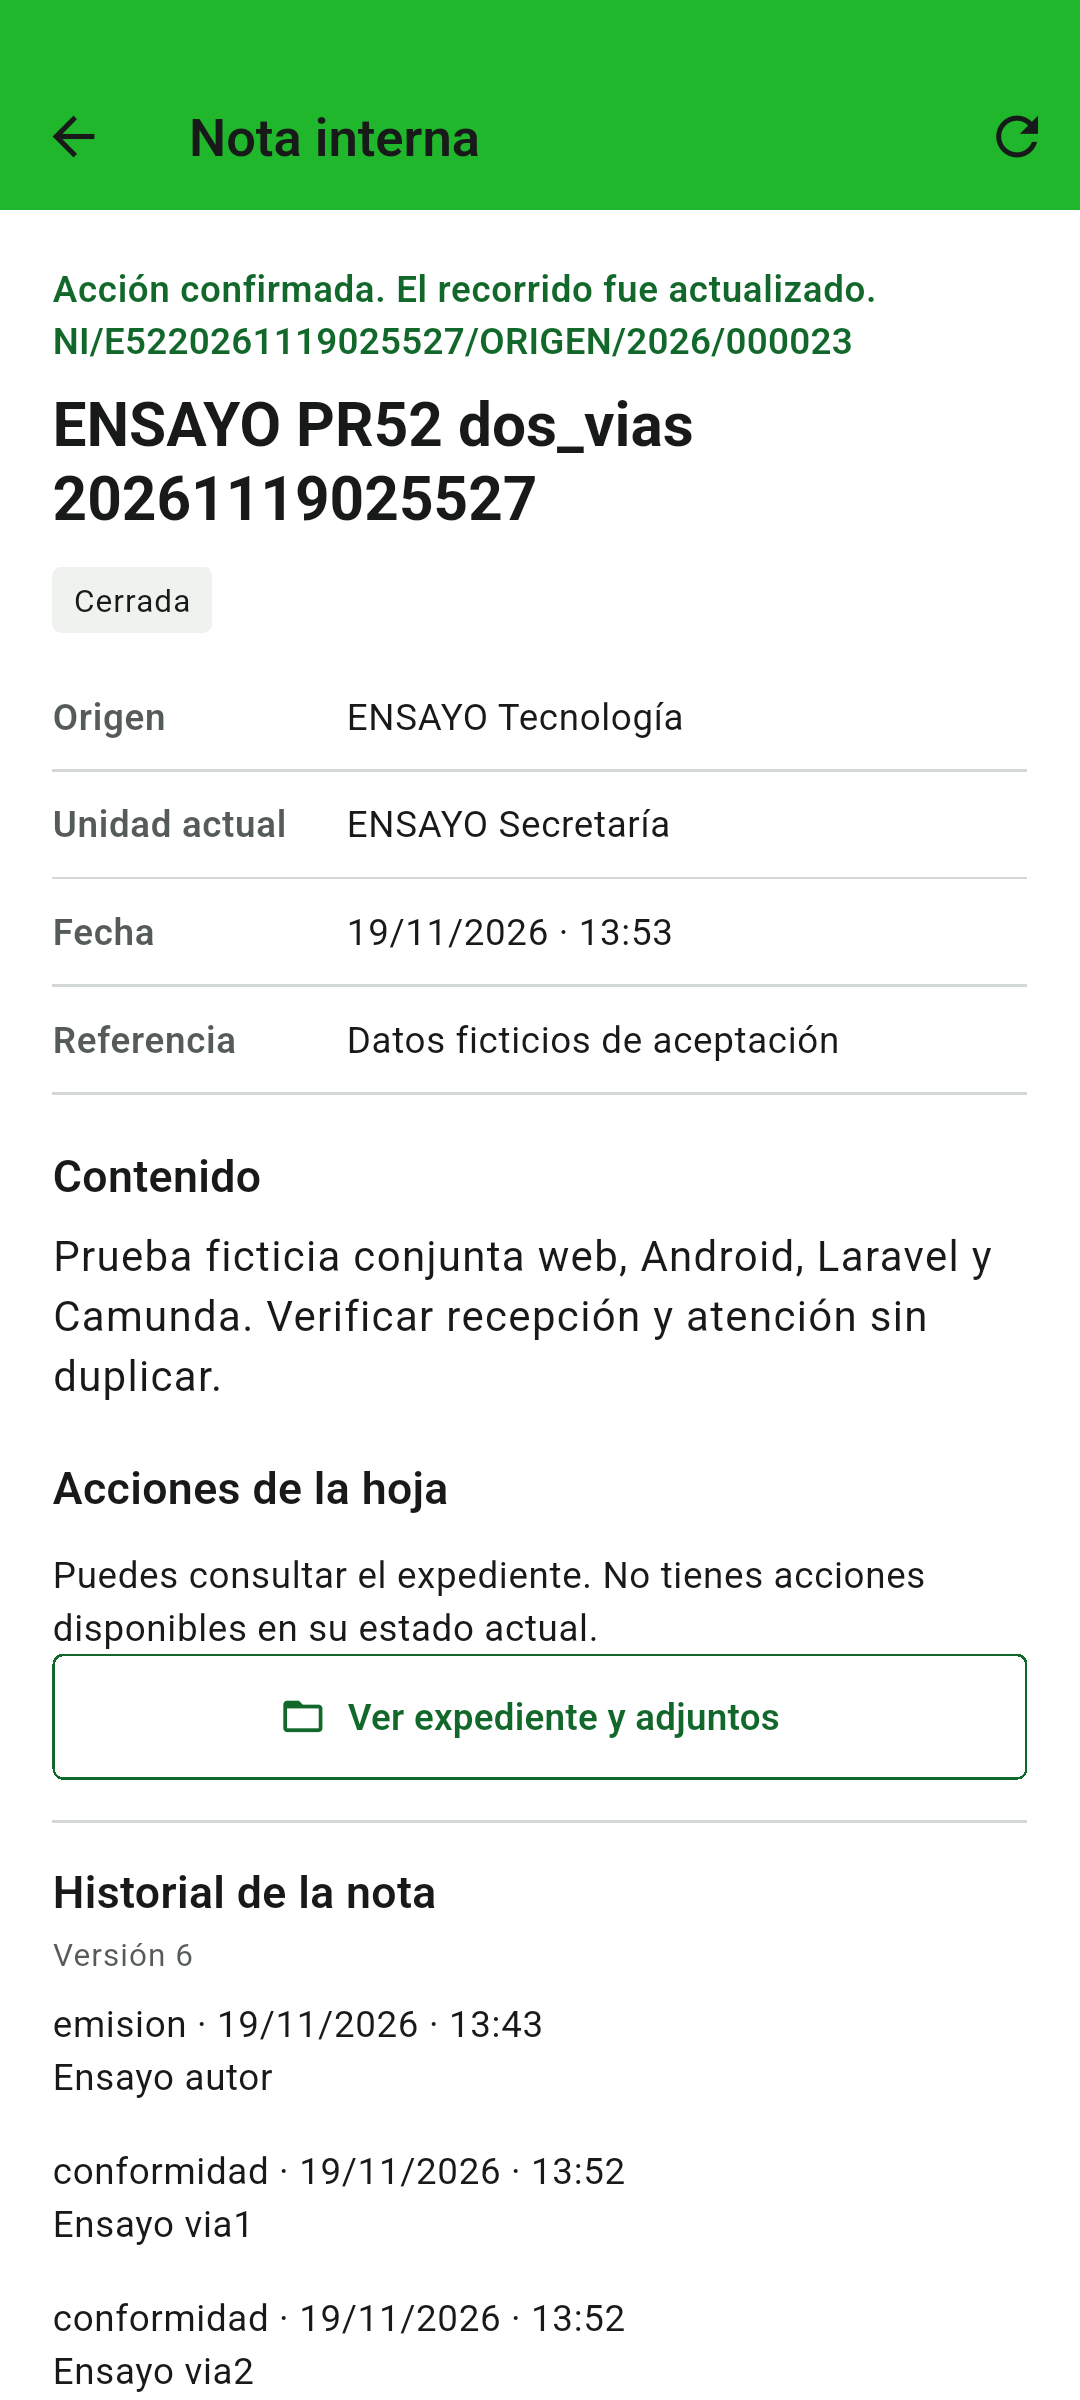 Nota interna
Acción confirmada. El recorrido fue actualizado.
NI/E5220261119025527/ORIGEN/2026/000023
ENSAYO PR52 dos_vias
20261119025527
Cerrada
Origen ENSAYO Tecnología
Unidad actual ENSAYO Secretaría
Fecha 19/11/2026 · 13:53
Referencia Datos ficticios de aceptación
Contenido
Prueba ficticia conjunta web, Android, Laravel y
Camunda. Verificar recepción y atención sin
duplicar.
Acciones de la hoja
Puedes consultar el expediente. No tienes acciones
disponibles en su estado actual.
Ver expediente y adjuntos
Historial de la nota
Versión 6
emision · 19/11/2026 · 13:43
Ensayo autor
conformidad · 19/11/2026 · 13:52
Ensayo via1
conformidad · 19/11/2026 · 13:52
Ensayo via2